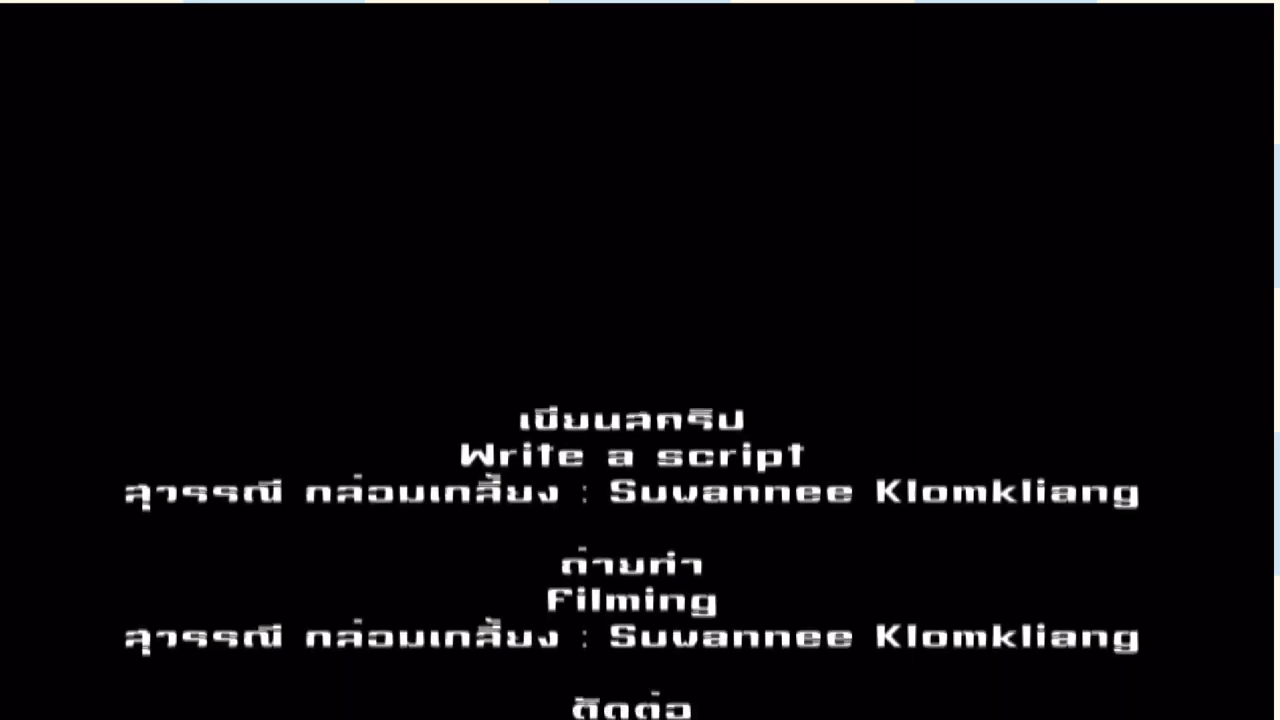 เขียนสคริป
Write a script
สุวรรณี กล่อมเกลี้ยง : Suwannee Klomkliang
ถ่ายทำ
Filming
สุวรรณี กล่อมเกลี้ยง : Suwannee Klomkliang
ตัดต่อ